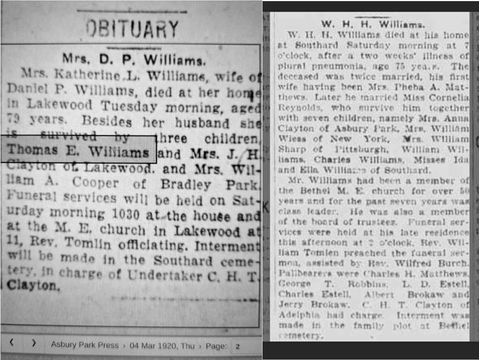 OBITUARY
Mrs. D. P. Williams.
Mrs. Katherine L. Williams, wife of
Daniel P. Williams, died at her home
in Lakewood Tuesday morning, aged
79 years. Besides her husband she
is survived by three children,
Thomas E. Williams and Mrs. J. H.
Clayton of Lakewood, and Mrs. Wil-
liam A. Cooper of Bradley Park.
Funeral services will be held on Sat-
urday morning 1030 at the house and
at the M. E. church in Lakewood at
11, Rev. Tomlin officiating. Interment
will be made in the Southard ceme-
tery, in charge of Undertaker C. H. T.
Clayton.
Asbury Park Press › 04 Mar 1920, Thu › Page: 2
W. H. H. Williams.
W. H. H. Williams died at his home
at Southard Saturday morning at 7
o'clock, after a two weeks' illness of
plural pneumonia, age 75 years. The
deceased was twice married, his first
wife having been Mrs. Pheba A. Mat-
thews. Later he married Miss Cornelia
Reynolds, who survive him together
with seven children, namely Mrs. Anna
Clayton of Asbury Park, Mrs. William
Wiess of New York, Mrs. William
Sharp of Pittsburgh, William Wil-
liams, Charles Williams, Misses Ida
and Ella Williams of Southard.
Mr. Williams had been a member of
the Bethel M. E. church for over 50
years and for the past seven years was
class leader. He was also a member
of the board of trustees. Funeral ser-
vices were held at his late residence
this afternoon at 2 o'clock, Rev. Wil-
liam Tomlen preached the funeral ser-
mon, assisted by Rev. Wilfred Burch.
Pallbearers were Charles H. Matthews,
George T. Robbins, L. D. Estell,
Charles Estell, Albert Brokaw and
Jerry Brokaw. C. H. T. Clayton of
Adelphia had charge. Interment was
made in the family plot at Bethel
cemetery.